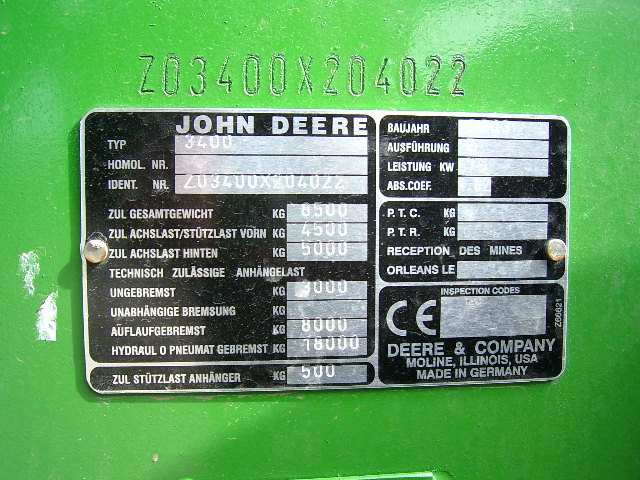 Z03400X204022
JOHN DEERE
TYP 3400
HOMOL. NR.
IDENT. NR. Z03400X204022
ZUL GESAMTGEWICHT KG 8500
ZUL ACHSLAST/STÜTZLAST VORN KG 4500
ZUL ACHSLAST HINTEN KG 5000
TECHNISCH ZULÄSSIGE ANHÄNGELAST
UNGEBREMST KG 3000
UNABHÄNGIGE BREMSUNG KG
AUFLAUFGEBREMST KG 8000
HYDRAUL O PNEUMAT GEBREMST KG 18000
ZUL STÜTZLAST ANHÄNGER KG 500
BAUJAHR
AUSFÜHRUNG
LEISTUNG KW
ABS.COEF.
P.T.C. KG
P.T.R. KG
RECEPTION DES MINES
ORLEANS LE
CE
INSPECTION CODES
Z60621
DEERE & COMPANY
MOLINE, ILLINOIS, USA
MADE IN GERMANY